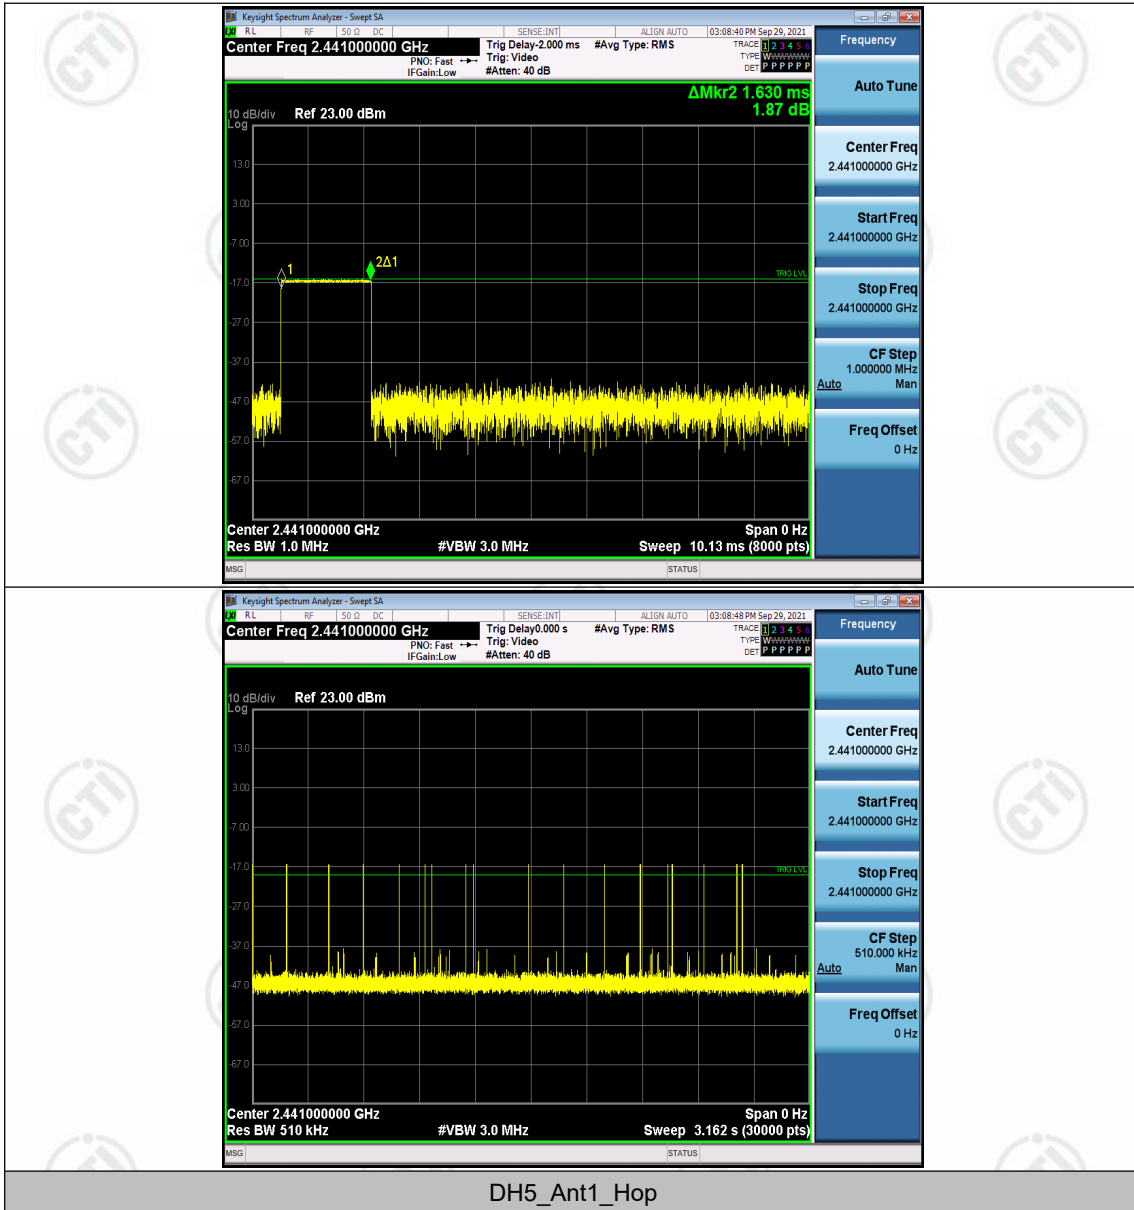 Keysight Spectrum Analyzer - Swept SA
LXI RL RF 50 Ω DC SENSE:INT ALIGN AUTO 03:08:40 PM Sep 29, 2021
Center Freq 2.441000000 GHz
PNO: Fast
IFGain:Low
Trig Delay-2.000 ms
Trig: Video
#Atten: 40 dB
#Avg Type: RMS
TRACE 1 2 3 4 5 6
TYPE WWWWWW
DET P P P P P P
Frequency
Auto Tune
ΔMkr2 1.630 ms
1.87 dB
10 dB/div Ref 23.00 dBm
Log
13.0
3.00
-7.00
-17.0
-27.0
-37.0
-47.0
-57.0
-67.0
1
2Δ1
TRIG LVL
Center Freq
2.441000000 GHz
Start Freq
2.441000000 GHz
Stop Freq
2.441000000 GHz
CF Step
1.000000 MHz
Auto Man
Freq Offset
0 Hz
Center 2.441000000 GHz Span 0 Hz
Res BW 1.0 MHz #VBW 3.0 MHz Sweep 10.13 ms (8000 pts)
MSG STATUS
Keysight Spectrum Analyzer - Swept SA
LXI RL RF 50 Ω DC SENSE:INT ALIGN AUTO 03:08:48 PM Sep 29, 2021
Center Freq 2.441000000 GHz
PNO: Fast
IFGain:Low
Trig Delay0.000 s
Trig: Video
#Atten: 40 dB
#Avg Type: RMS
TRACE 1 2 3 4 5 6
TYPE WWWWWW
DET P P P P P P
Frequency
Auto Tune
10 dB/div Ref 23.00 dBm
Log
13.0
3.00
-7.00
-17.0
-27.0
-37.0
-47.0
-57.0
-67.0
TRIG LVL
Center Freq
2.441000000 GHz
Start Freq
2.441000000 GHz
Stop Freq
2.441000000 GHz
CF Step
510.000 kHz
Auto Man
Freq Offset
0 Hz
Center 2.441000000 GHz Span 0 Hz
Res BW 510 kHz #VBW 3.0 MHz Sweep 3.162 s (30000 pts)
MSG STATUS
DH5_Ant1_Hop
CTI
CTI
CTI
CTI
CTI
CTI